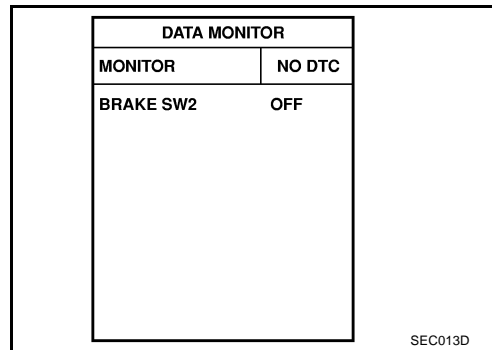 DATA MONITOR
MONITOR NO DTC
BRAKE SW2 OFF
SEC013D